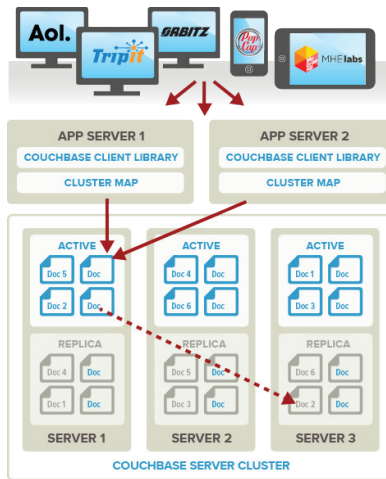 Aol.
Tripit
ORBITZ
Pop Cap
MHElabs
APP SERVER 1
COUCHBASE CLIENT LIBRARY
CLUSTER MAP
APP SERVER 2
COUCHBASE CLIENT LIBRARY
CLUSTER MAP
ACTIVE
Doc 5 Doc
Doc 2 Doc
REPLICA
Doc 4 Doc
Doc 1 Doc
SERVER 1
ACTIVE
Doc 4 Doc
Doc 6 Doc
REPLICA
Doc 5 Doc
Doc 3 Doc
SERVER 2
ACTIVE
Doc 1 Doc
Doc 3 Doc
REPLICA
Doc 6 Doc
Doc 2 Doc
SERVER 3
COUCHBASE SERVER CLUSTER